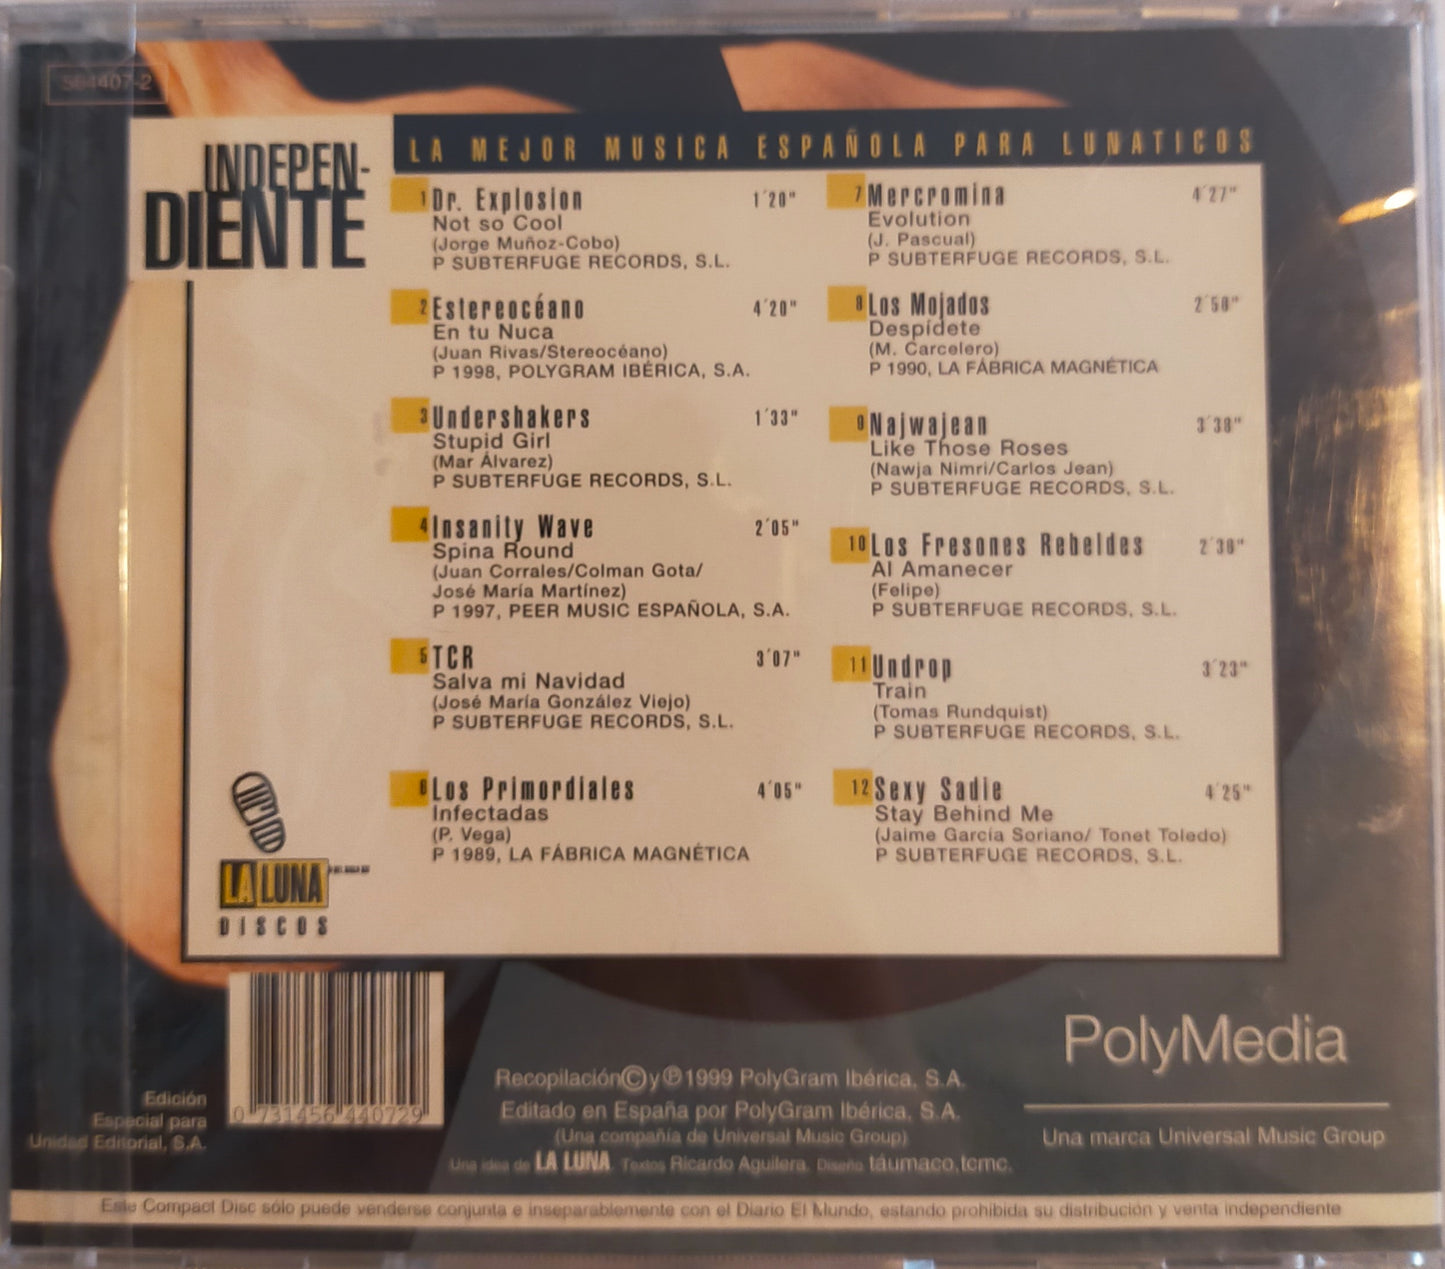 564407-2
INDEPEN-
DIENTE
LA MEJOR MUSICA ESPAÑOLA PARA LUNATICOS
1 Dr. Explosion 1´20"
Not so Cool
(Jorge Muñoz-Cobo)
P SUBTERFUGE RECORDS, S.L.
2 Estereocéano 4´20"
En tu Nuca
(Juan Rivas/Stereocéano)
P 1998, POLYGRAM IBÉRICA, S.A.
3 Undershakers 1´33"
Stupid Girl
(Mar Álvarez)
P SUBTERFUGE RECORDS, S.L.
4 Insanity Wave 2´05"
Spina Round
(Juan Corrales/Colman Gota/
José María Martínez)
P 1997, PEER MUSIC ESPAÑOLA, S.A.
5 TCR 3´07"
Salva mi Navidad
(José María González Viejo)
P SUBTERFUGE RECORDS, S.L.
6 Los Primordiales 4´05"
Infectadas
(P. Vega)
P 1989, LA FÁBRICA MAGNÉTICA
7 Mercromina 4´27"
Evolution
(J. Pascual)
P SUBTERFUGE RECORDS, S.L.
8 Los Mojados
Despídete
(M. Carcelero)
P 1990, LA FÁBRICA MAGNÉTICA
9 Najwajean 3´38"
Like Those Roses
(Nawja Nimri/Carlos Jean)
P SUBTERFUGE RECORDS, S.L.
10 Los Fresones Rebeldes
Al Amanecer
(Felipe)
P SUBTERFUGE RECORDS, S.L.
11 Undrop 3´23"
Train
(Tomas Rundquist)
P SUBTERFUGE RECORDS, S.L.
12 Sexy Sadie 4´25"
Stay Behind Me
(Jaime García Soriano/ Tonet Toledo)
P SUBTERFUGE RECORDS, S.L.
LA LUNA
DISCOS
0 731456 440729
Edición
Especial para
Unidad Editorial, S.A.
Recopilación © y ℗ 1999 PolyGram Ibérica, S.A.
Editado en España por PolyGram Ibérica, S.A.
(Una compañía de Universal Music Group)
Una idea de LA LUNA. Textos Ricardo Aguilera. Diseño táumaco,tcmc.
PolyMedia
Una marca Universal Music Group
Este Compact Disc sólo puede venderse conjunta e inseparablemente con el Diario El Mundo, estando prohibida su distribución y venta independiente